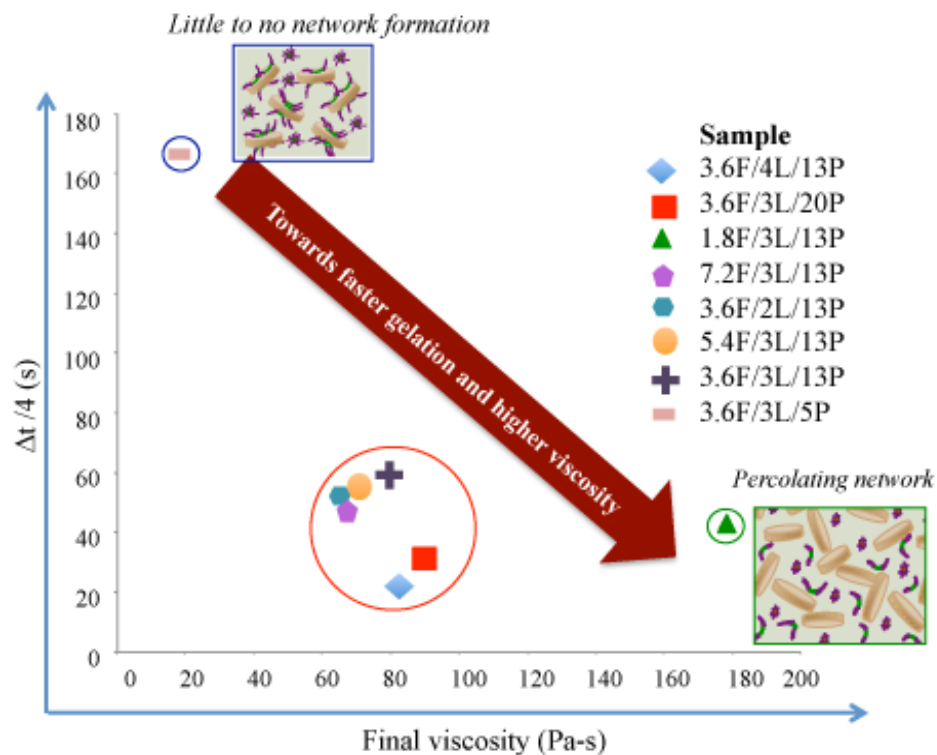 Little to no network formation
180
160
140
120
100
80
60
40
20
0
Δt /4 (s)
Towards faster gelation and higher viscosity
Sample
3.6F/4L/13P
3.6F/3L/20P
1.8F/3L/13P
7.2F/3L/13P
3.6F/2L/13P
5.4F/3L/13P
3.6F/3L/13P
3.6F/3L/5P
Percolating network
0 20 40 60 80 100 120 140 160 180 200
Final viscosity (Pa-s)